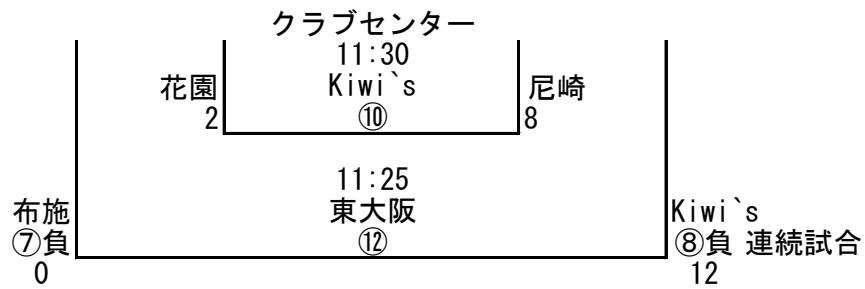 クラブセンター
11:30
花園 Kiwi`s 尼崎
2 ⑩ 8
11:25
布施 東大阪 Kiwi`s
⑦負 ⑫ ⑧負 連続試合
0 12